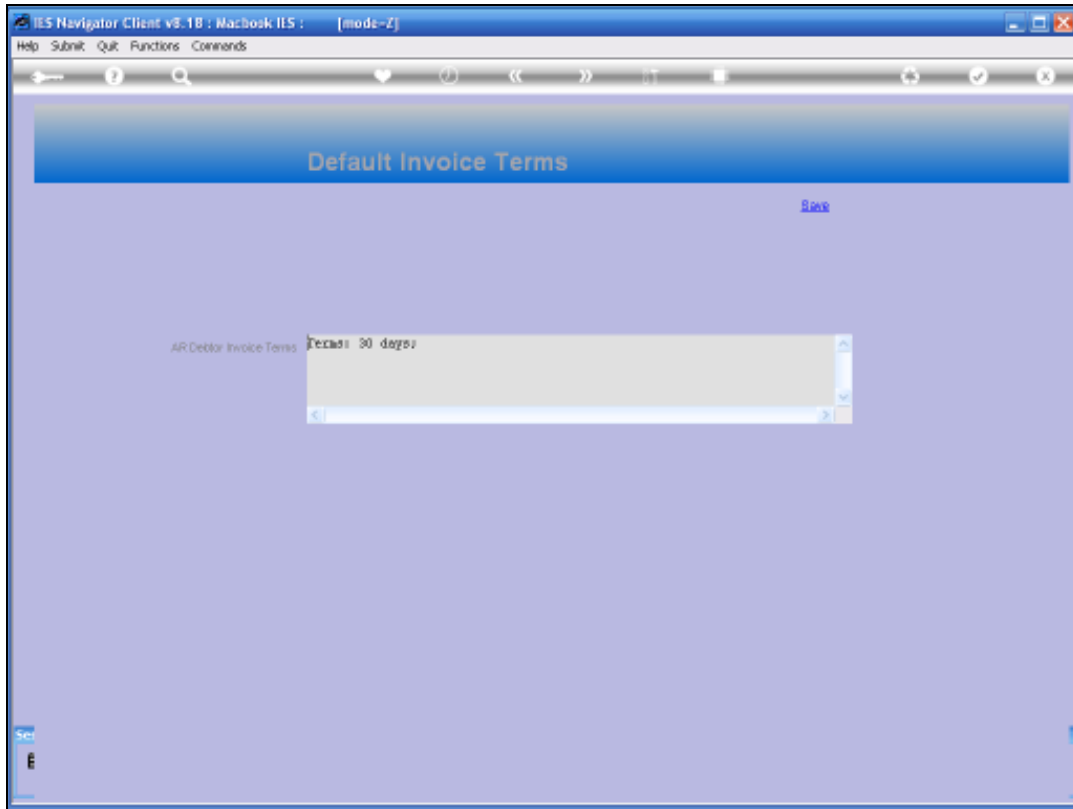 IES Navigator Client v8.1B : Macbook IES : [mode-Z]
Help Submit Quit Functions Commands
Default Invoice Terms
Save
AR Debtor Invoice Terms
Terms: 30 days;